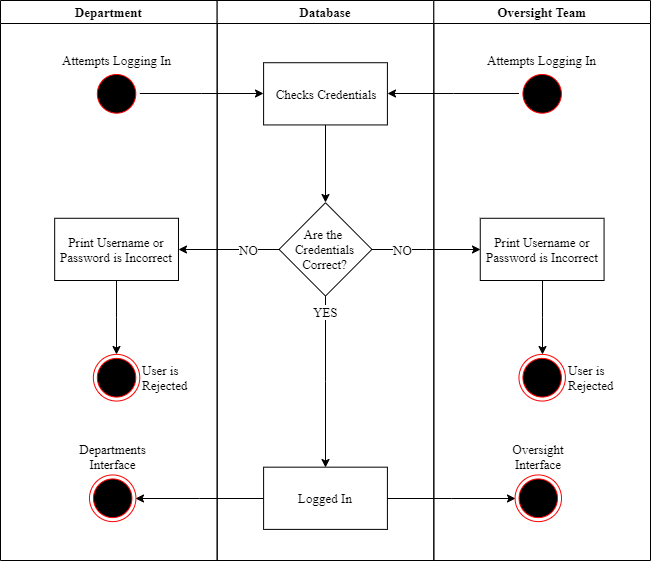 Department
Database
Oversight Team
Attempts Logging In
Attempts Logging In
Checks Credentials
Are the
Credentials
Correct?
NO
NO
Print Username or
Password is Incorrect
Print Username or
Password is Incorrect
YES
User is
Rejected
User is
Rejected
Departments
Interface
Logged In
Oversight
Interface